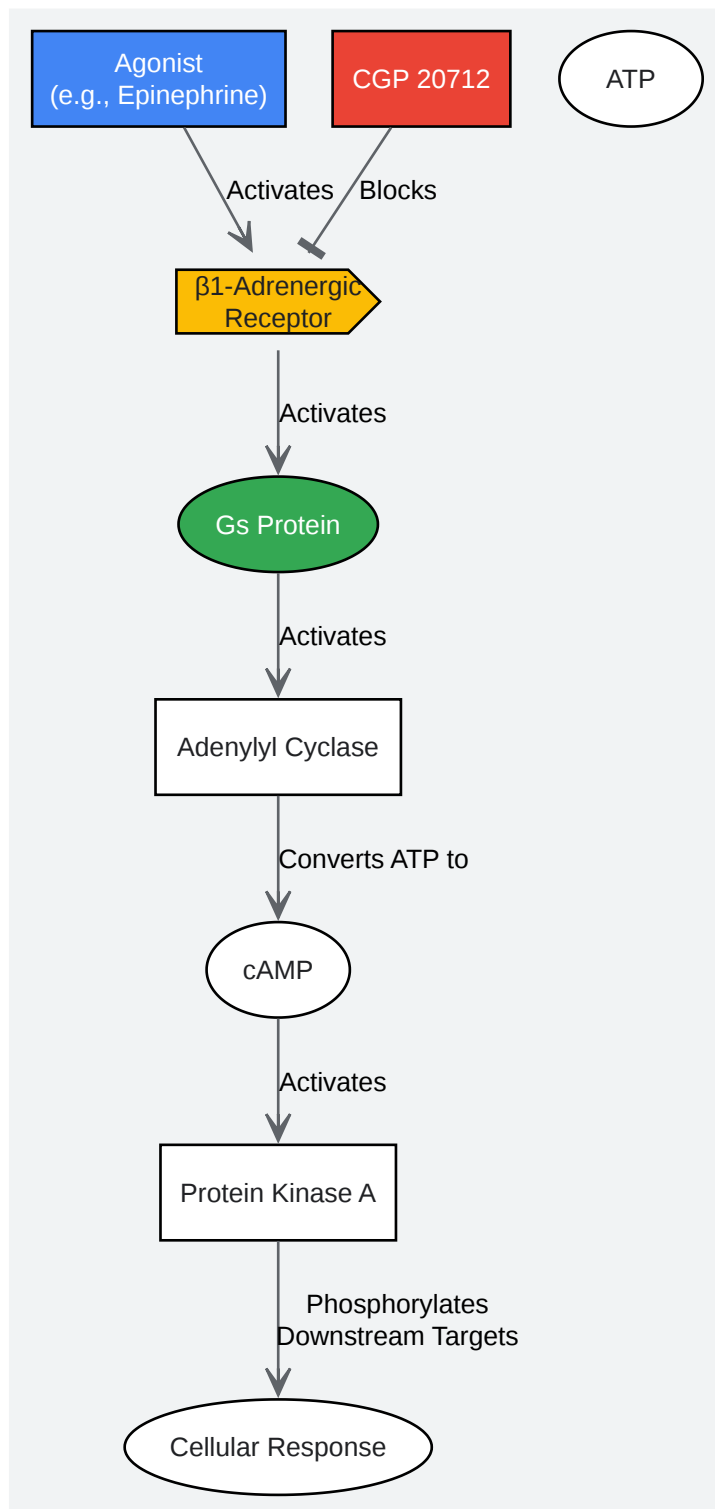 Agonist
(e.g., Epinephrine)
CGP 20712
ATP
Activates
Blocks
β1-Adrenergic
Receptor
Activates
Gs Protein
Activates
Adenylyl Cyclase
Converts ATP to
cAMP
Activates
Protein Kinase A
Phosphorylates
Downstream Targets
Cellular Response